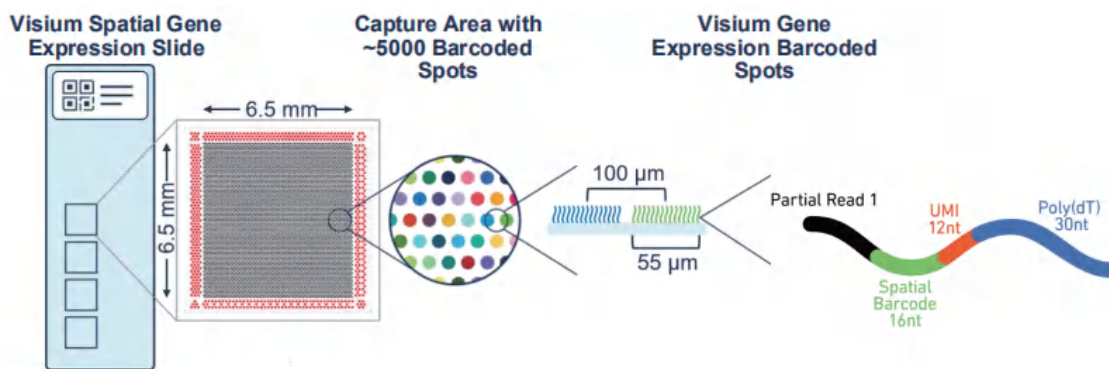 Visium Spatial Gene
Expression Slide
Capture Area with
~5000 Barcoded
Spots
Visium Gene
Expression Barcoded
Spots
6.5 mm
6.5 mm
100 µm
55 µm
Partial Read 1
Spatial
Barcode
16nt
UMI
12nt
Poly(dT)
30nt